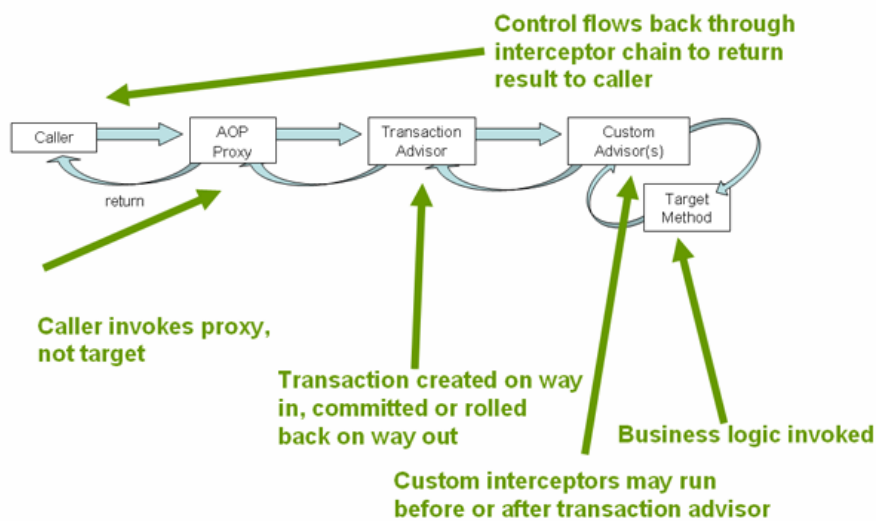 Control flows back through
interceptor chain to return
result to caller
Caller
AOP
Proxy
Transaction
Advisor
Custom
Advisor(s)
return
Target
Method
Caller invokes proxy,
not target
Transaction created on way
in, committed or rolled
back on way out
Business logic invoked
Custom interceptors may run
before or after transaction advisor